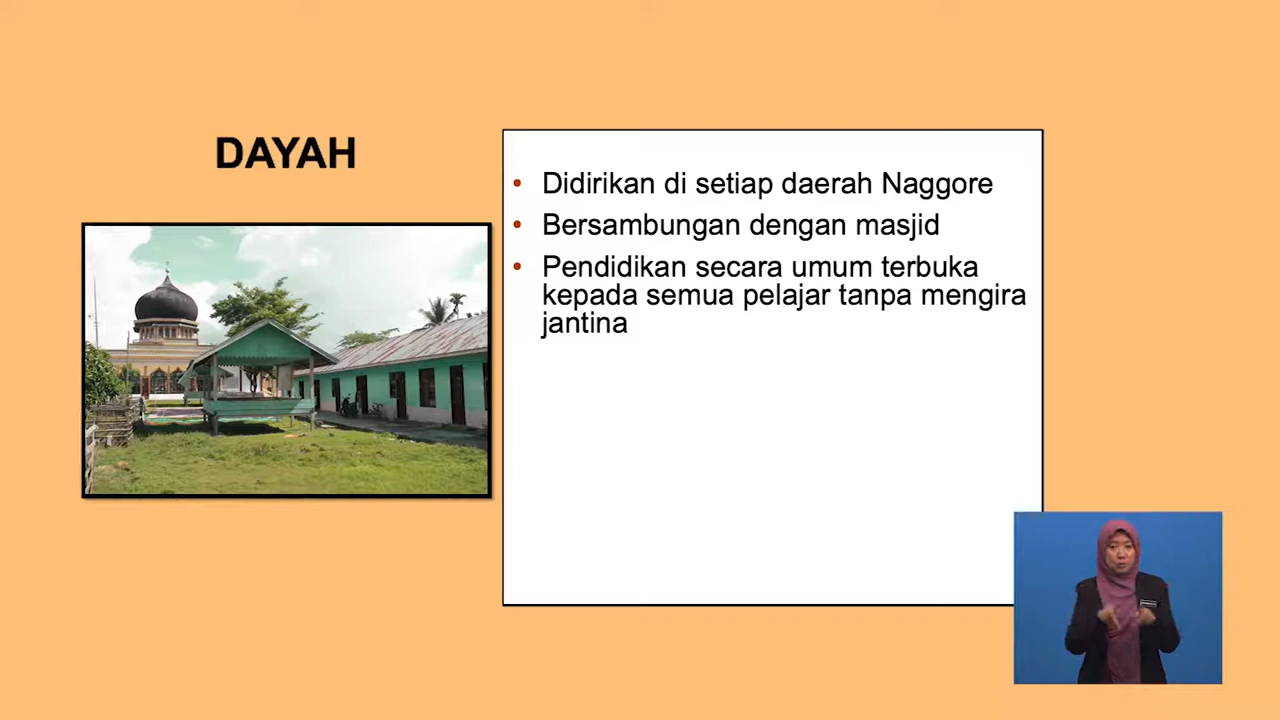 DAYAH
• Didirikan di setiap daerah Naggore
• Bersambungan dengan masjid
• Pendidikan secara umum terbuka
kepada semua pelajar tanpa mengira
jantina